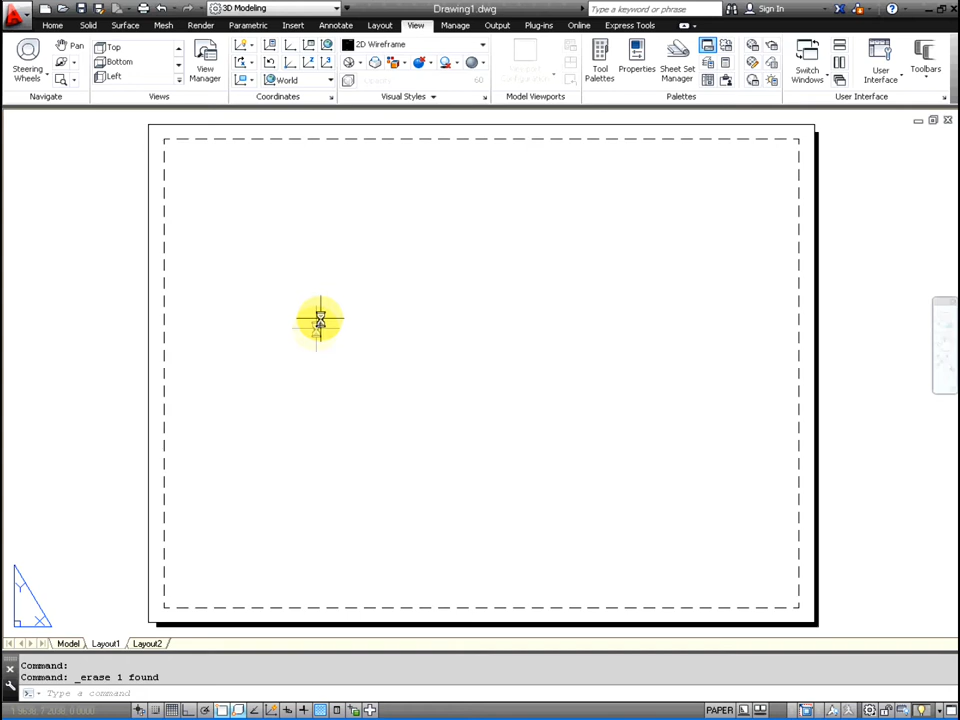 3D Modeling
Drawing1.dwg
Type a keyword or phrase
Sign In
Home Solid Surface Mesh Render Parametric Insert Annotate Layout View Manage Output Plug-ins Online Express Tools
Pan
Top
Bottom
Left
Steering Wheels
View Manager
World
2D Wireframe
60
Tool Palettes
Properties
Sheet Set Manager
Switch Windows
User Interface
Toolbars
Navigate
Views
Coordinates
Visual Styles
Model Viewports
Palettes
User Interface
Y
X
Model Layout1 Layout2
Command:
Command: _erase 1 found
Type a command
PAPER